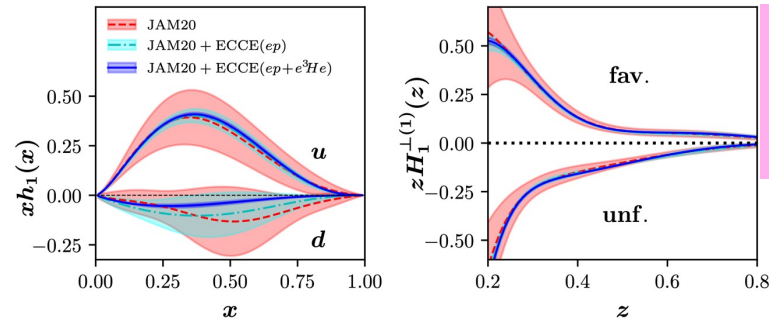 JAM20
JAM20 + ECCE(ep)
JAM20 + ECCE(ep+e³He)
xh₁(x)
0.50
0.25
0.00
−0.25
u
d
0.00 0.25 0.50 0.75 1.00
x
zH₁⊥⁽¹⁾(z)
0.50
0.25
0.00
−0.25
−0.50
fav.
unf.
0.2 0.4 0.6 0.8
z